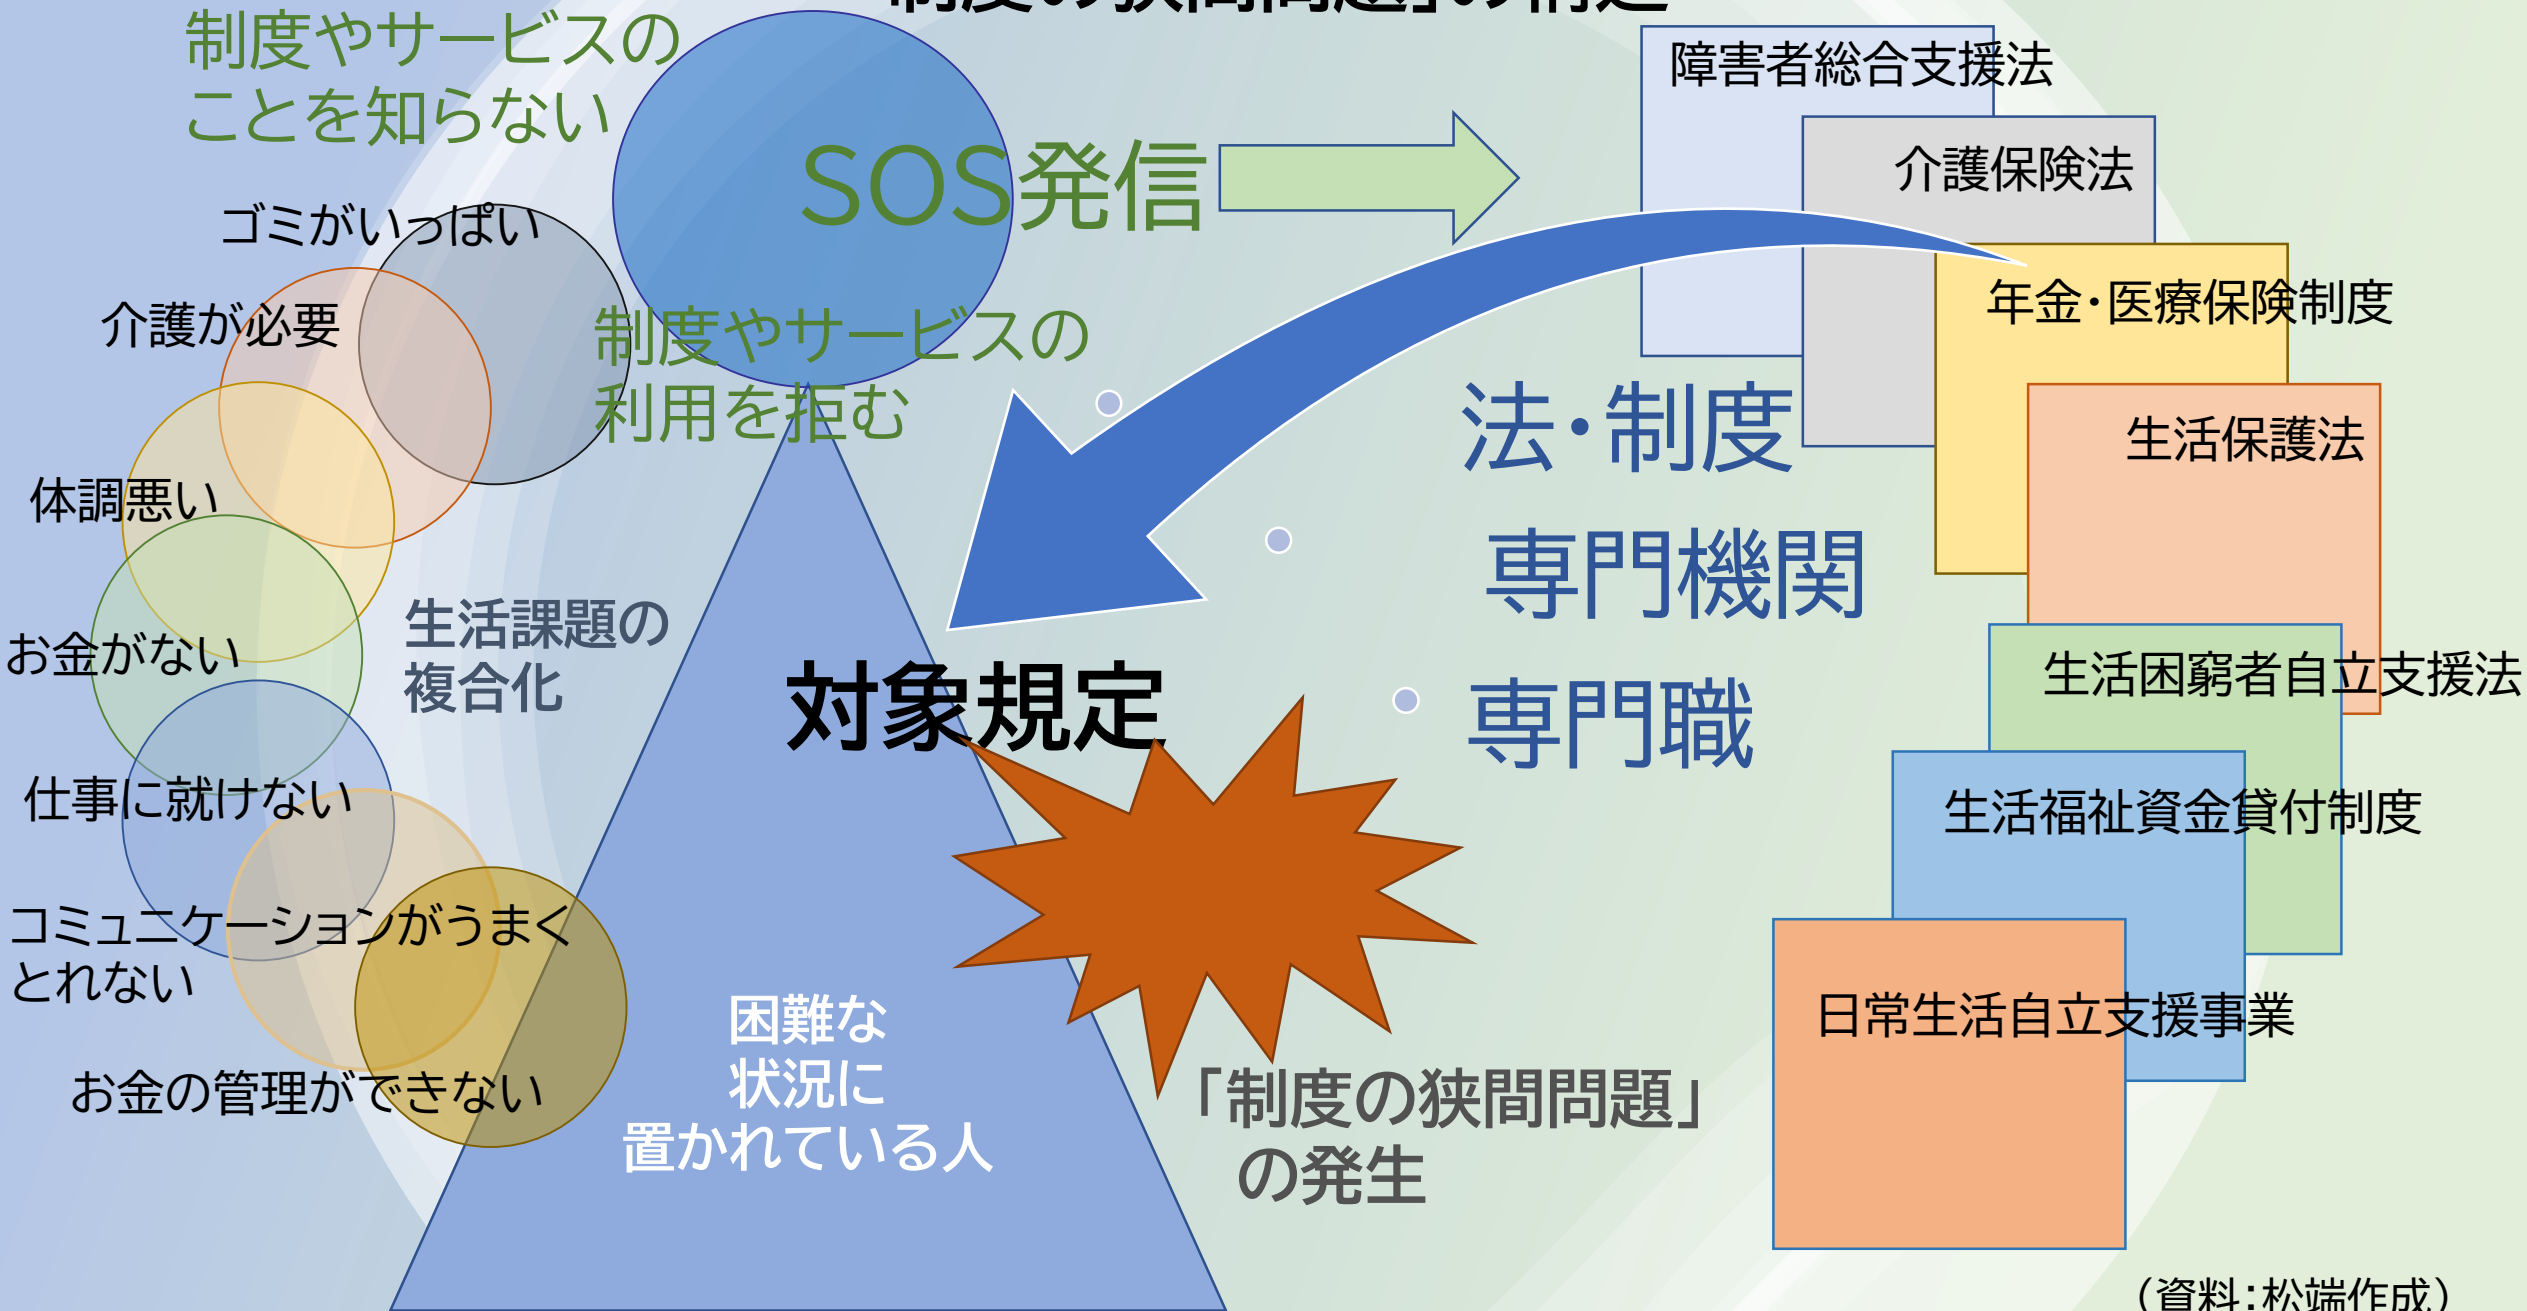 制度の狭間問題」の構造
制度やサービスの
ことを知らない
SOS発信
制度やサービスの
利用を拒む
ゴミがいっぱい
介護が必要
体調悪い
お金がない
仕事に就けない
コミュニケーションがうまく
とれない
お金の管理ができない
生活課題の
複合化
対象規定
困難な
状況に
置かれている人
「制度の狭間問題」
の発生
法・制度
専門機関
専門職
障害者総合支援法
介護保険法
年金・医療保険制度
生活保護法
生活困窮者自立支援法
生活福祉資金貸付制度
日常生活自立支援事業
（資料：松端作成）